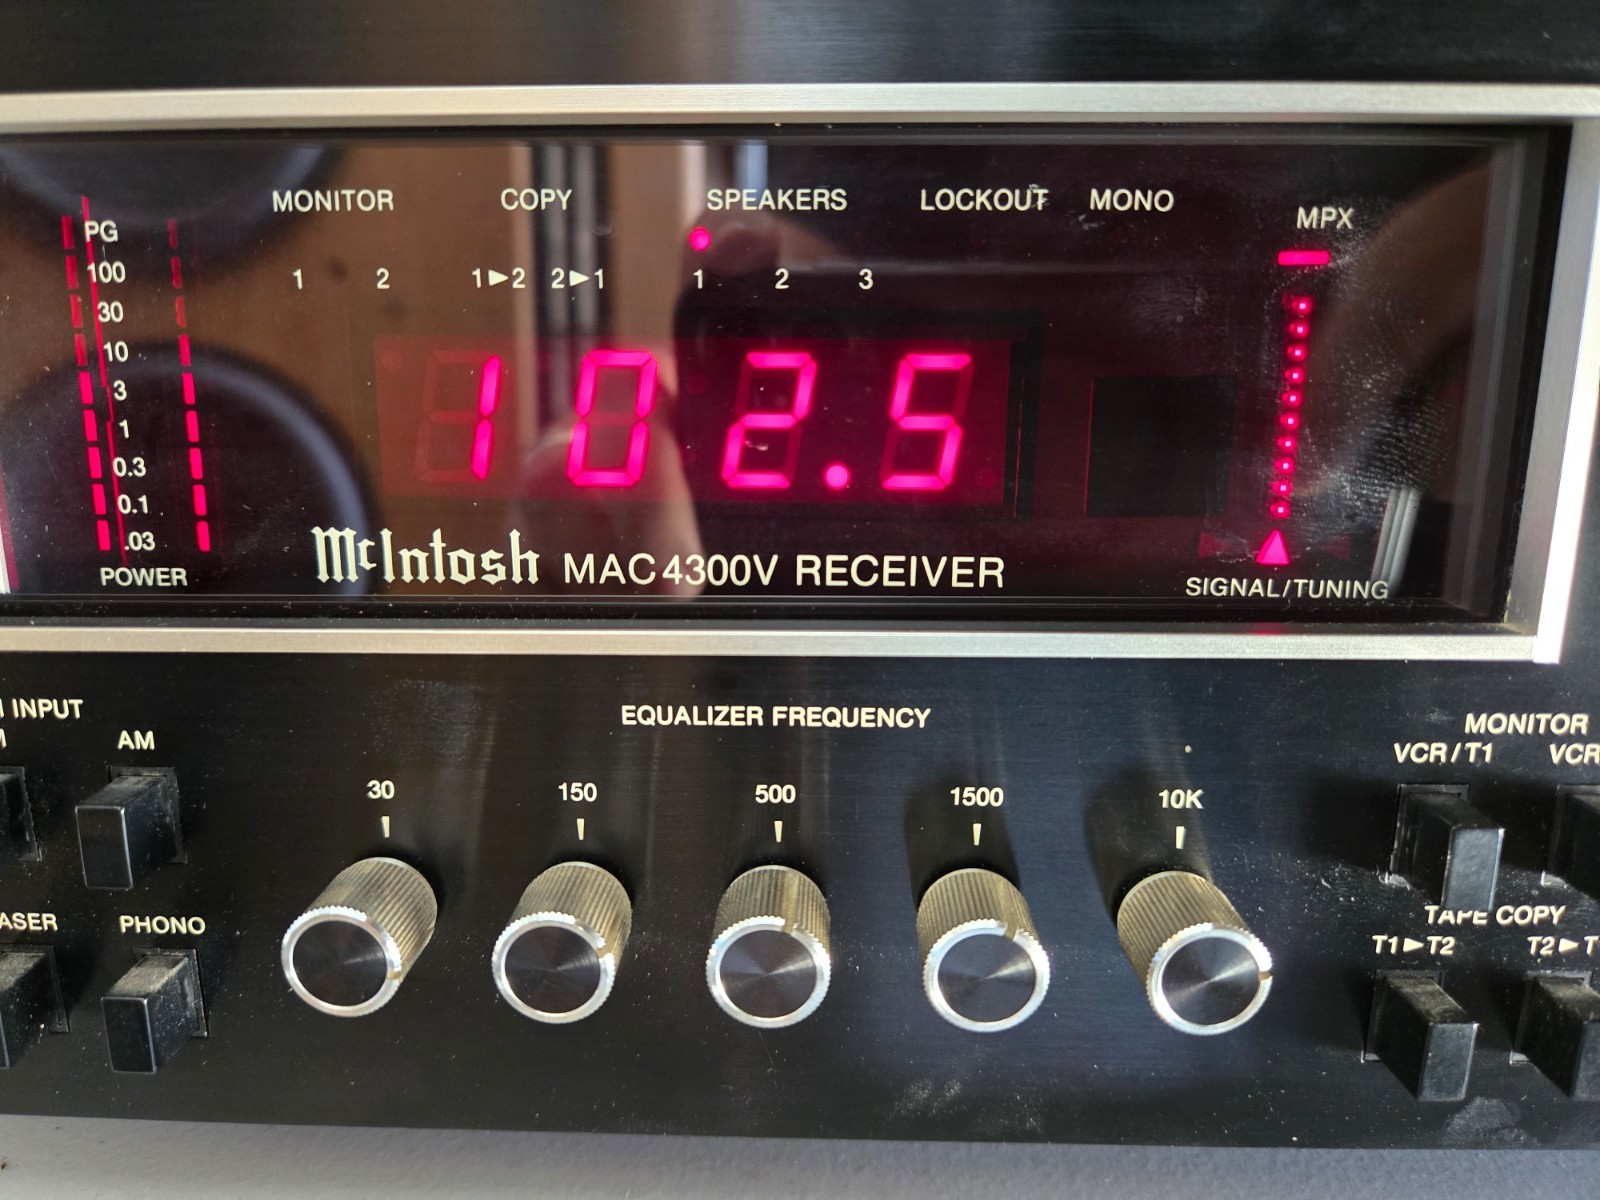 MONITOR COPY SPEAKERS LOCKOUT MONO MPX
1 2 1►2 2►1 1 2 3
PG
100
30
10
3
1
0.3
0.1
.03
POWER
102.5
McIntosh MAC4300V RECEIVER
SIGNAL/TUNING
INPUT
AM
PHONO
EQUALIZER FREQUENCY
30 150 500 1500 10K
MONITOR
VCR/T1 VCR
TAPE COPY
T1►T2 T2►T